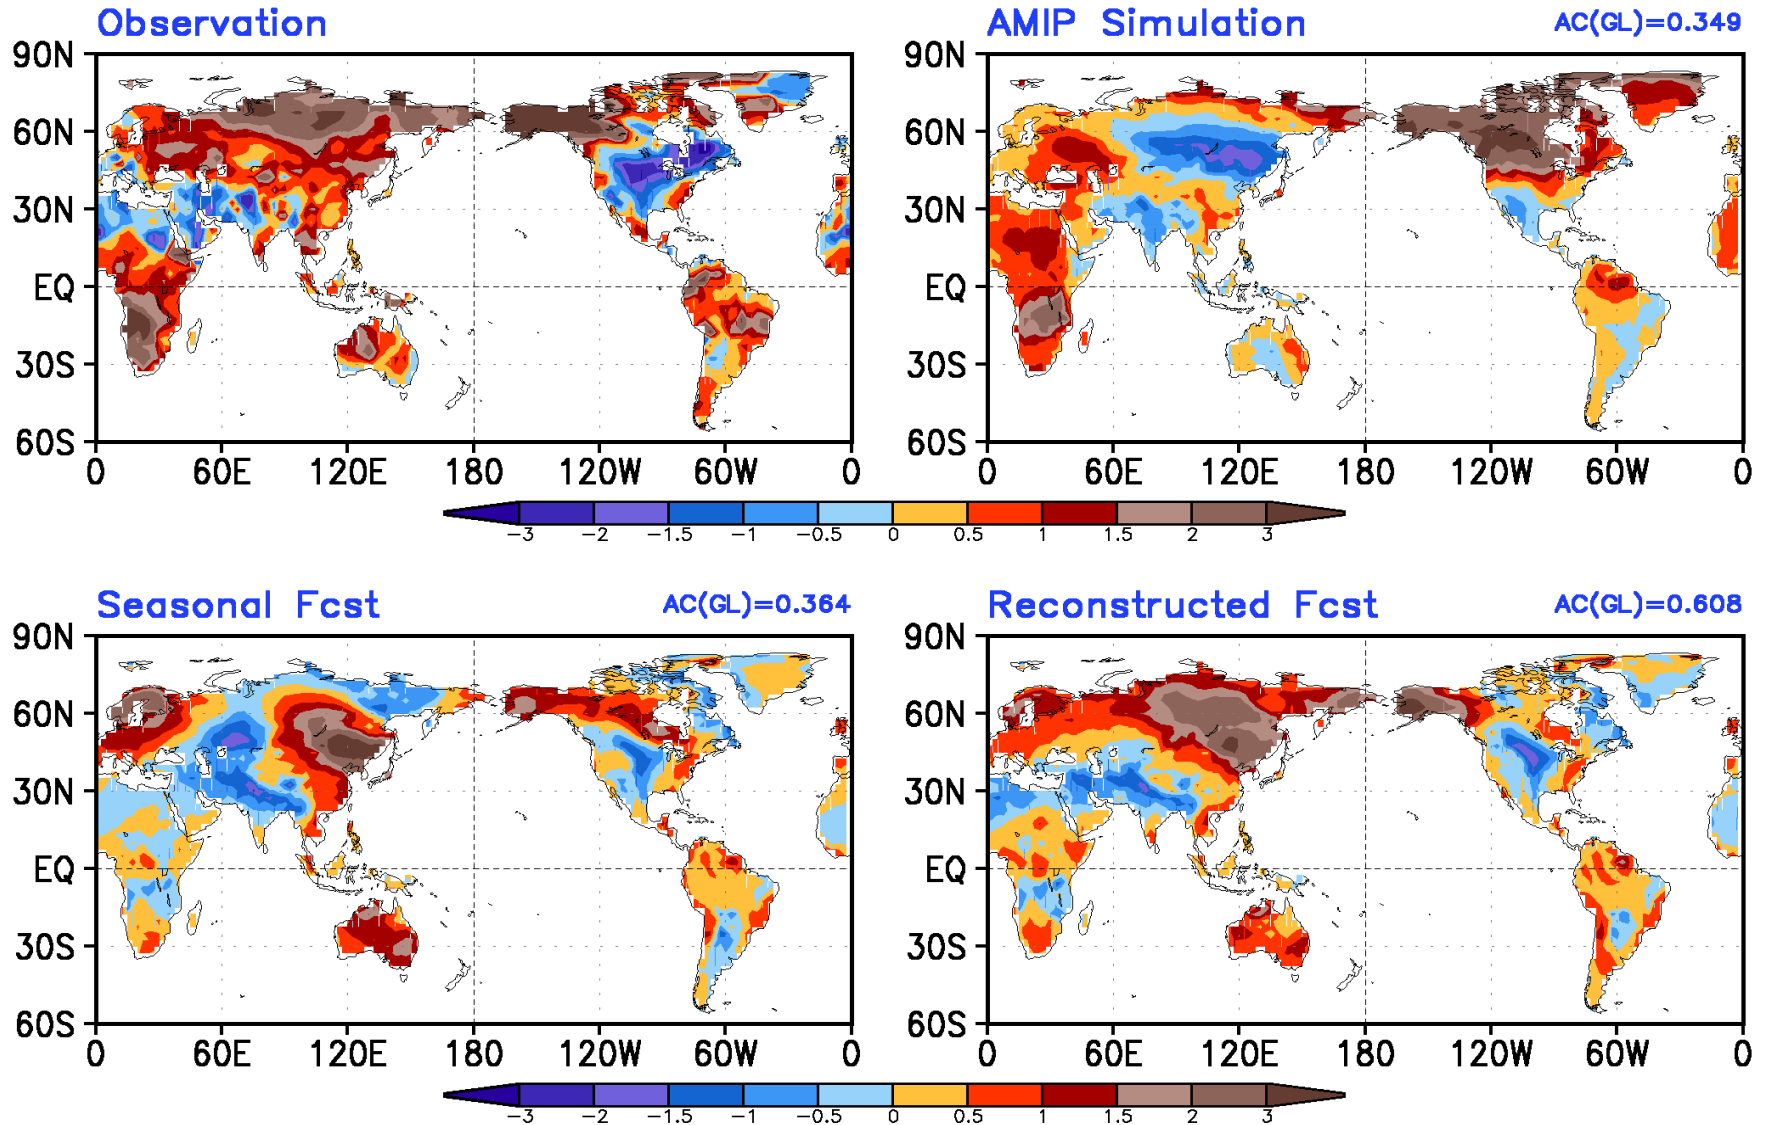 Observation
AMIP Simulation AC(GL)=0.349
90N 90N
60N 60N
30N 30N
EQ EQ
30S 30S
60S 60S
0 60E 120E 180 120W 60W 0 0 60E 120E 180 120W 60W 0
−3 −2 −1.5 −1 −0.5 0 0.5 1 1.5 2 3
Seasonal Fcst AC(GL)=0.364
Reconstructed Fcst AC(GL)=0.608
90N 90N
60N 60N
30N 30N
EQ EQ
30S 30S
60S 60S
0 60E 120E 180 120W 60W 0 0 60E 120E 180 120W 60W 0
−3 −2 −1.5 −1 −0.5 0 0.5 1 1.5 2 3